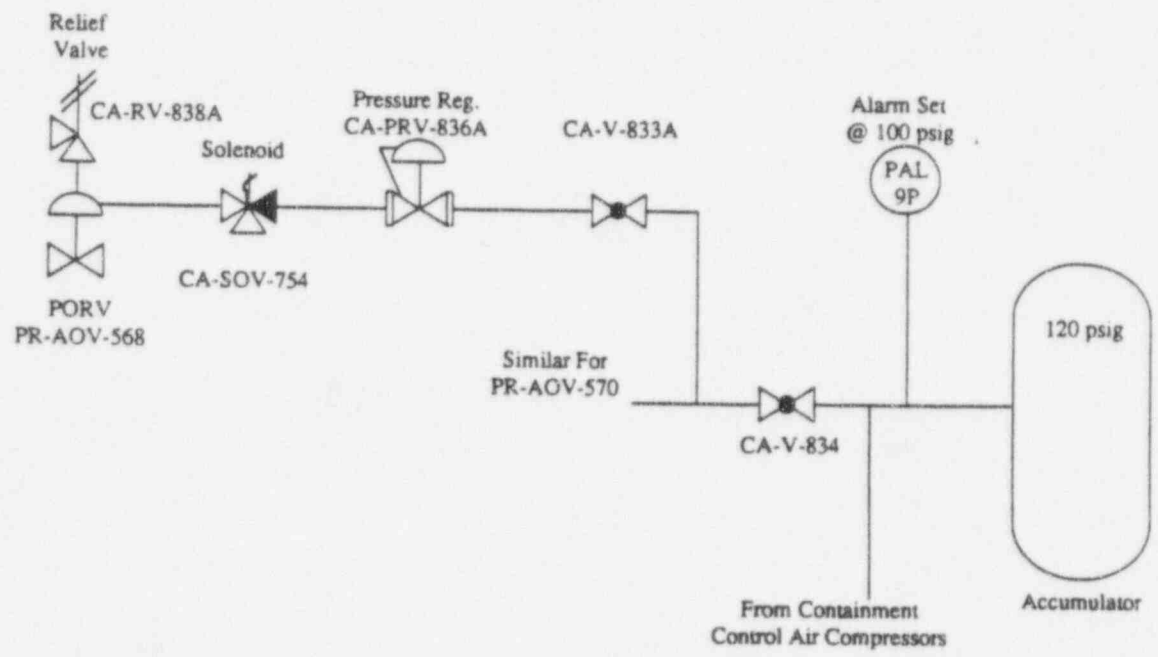 Relief
Valve
CA-RV-838A
Solenoid
Pressure Reg.
CA-PRV-836A
CA-V-833A
Alarm Set
@ 100 psig
PAL
9P
CA-SOV-754
PORV
PR-AOV-568
120 psig
Similar For
PR-AOV-570
CA-V-834
From Containment
Control Air Compressors
Accumulator